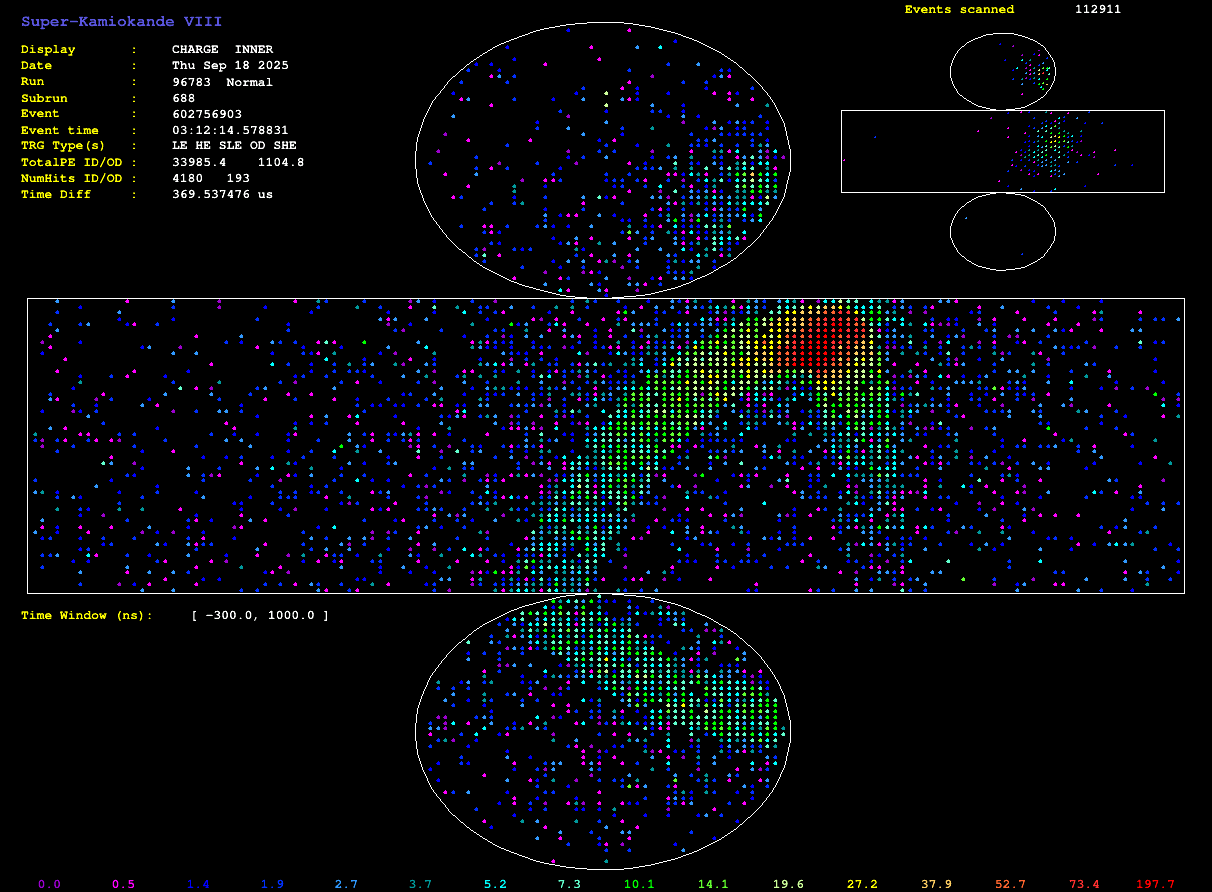 Super-Kamiokande VIII
Events scanned 112911
Display : CHARGE INNER
Date : Thu Sep 18 2025
Run : 96783 Normal
Subrun : 688
Event : 602756903
Event time : 03:12:14.578831
TRG Type(s) : LE HE SLE OD SHE
TotalPE ID/OD : 33985.4 1104.8
NumHits ID/OD : 4180 193
Time Diff : 369.537476 us
Time Window (ns): [ -300.0, 1000.0 ]
0.0 0.5 1.4 1.9 2.7 3.7 5.2 7.3 10.1 14.1 19.6 27.2 37.9 52.7 73.4 197.7